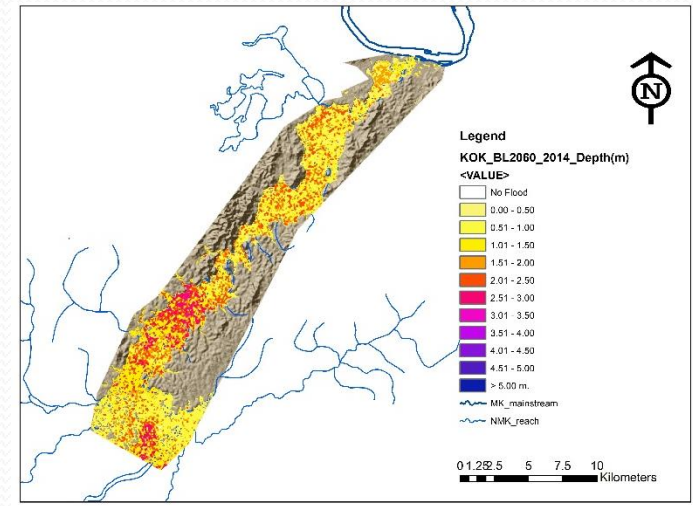 N
Legend
KOK_BL2060_2014_Depth(m)
<VALUE>
No Flood
0.00 - 0.50
0.51 - 1.00
1.01 - 1.50
1.51 - 2.00
2.01 - 2.50
2.51 - 3.00
3.01 - 3.50
3.51 - 4.00
4.01 - 4.50
4.51 - 5.00
> 5.00 m.
MK_mainstream
NMK_reach
0 1.25 2.5 5 7.5 10
Kilometers